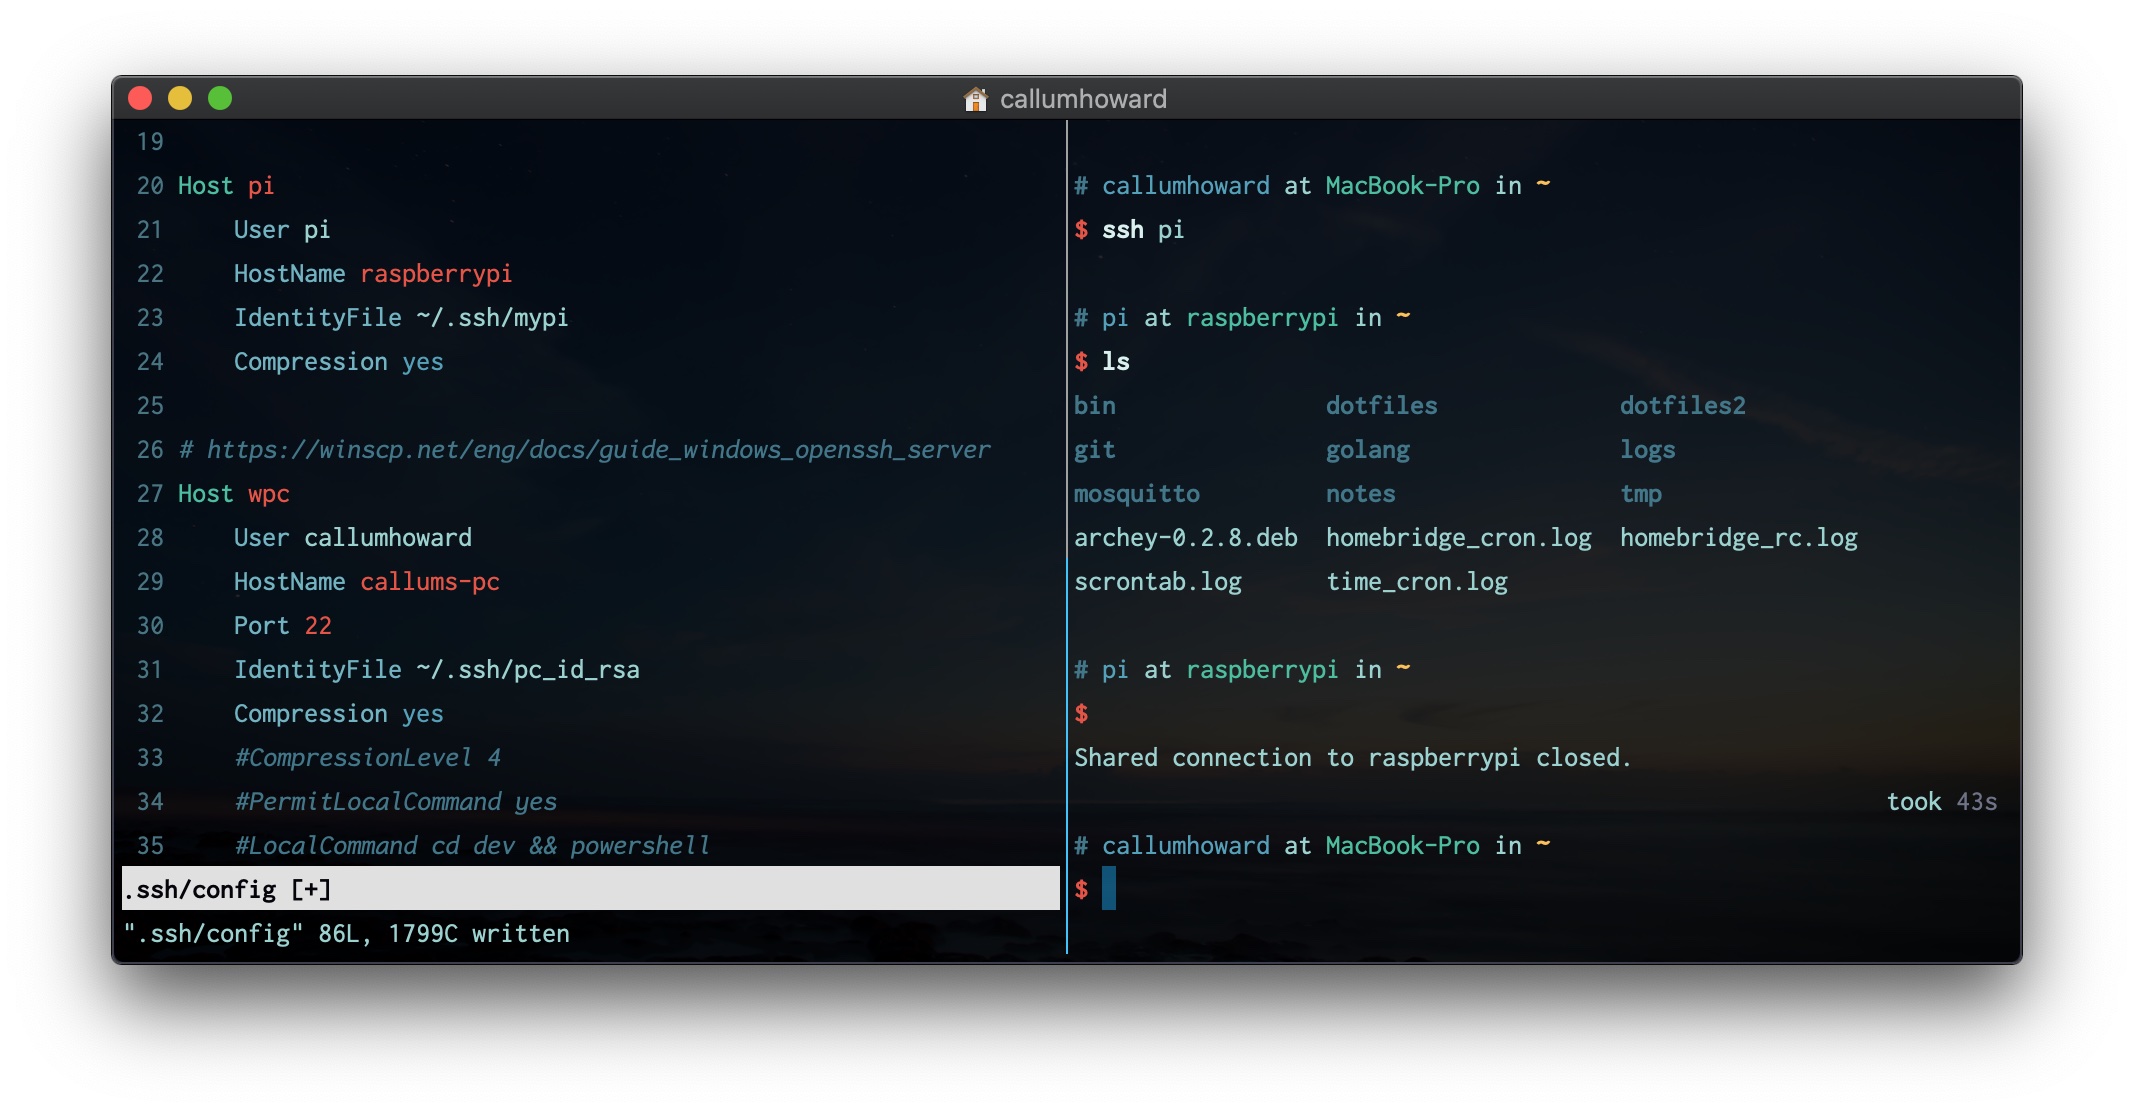 callumhoward
19
20 Host pi
21     User pi
22     HostName raspberrypi
23     IdentityFile ~/.ssh/mypi
24     Compression yes
25
26 # https://winscp.net/eng/docs/guide_windows_openssh_server
27 Host wpc
28     User callumhoward
29     HostName callums-pc
30     Port 22
31     IdentityFile ~/.ssh/pc_id_rsa
32     Compression yes
33     #CompressionLevel 4
34     #PermitLocalCommand yes
35     #LocalCommand cd dev && powershell
.ssh/config [+]
".ssh/config" 86L, 1799C written
# callumhoward at MacBook-Pro in ~
$ ssh pi
# pi at raspberrypi in ~
$ ls
bin               dotfiles             dotfiles2
git               golang               logs
mosquitto         notes                tmp
archey-0.2.8.deb  homebridge_cron.log  homebridge_rc.log
scrontab.log      time_cron.log
# pi at raspberrypi in ~
$
Shared connection to raspberrypi closed.
took 43s
# callumhoward at MacBook-Pro in ~
$